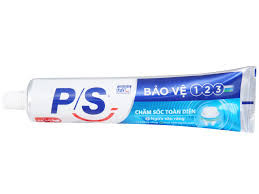 P/S
BẢO VỆ 123
CHĂM SÓC TOÀN DIỆN